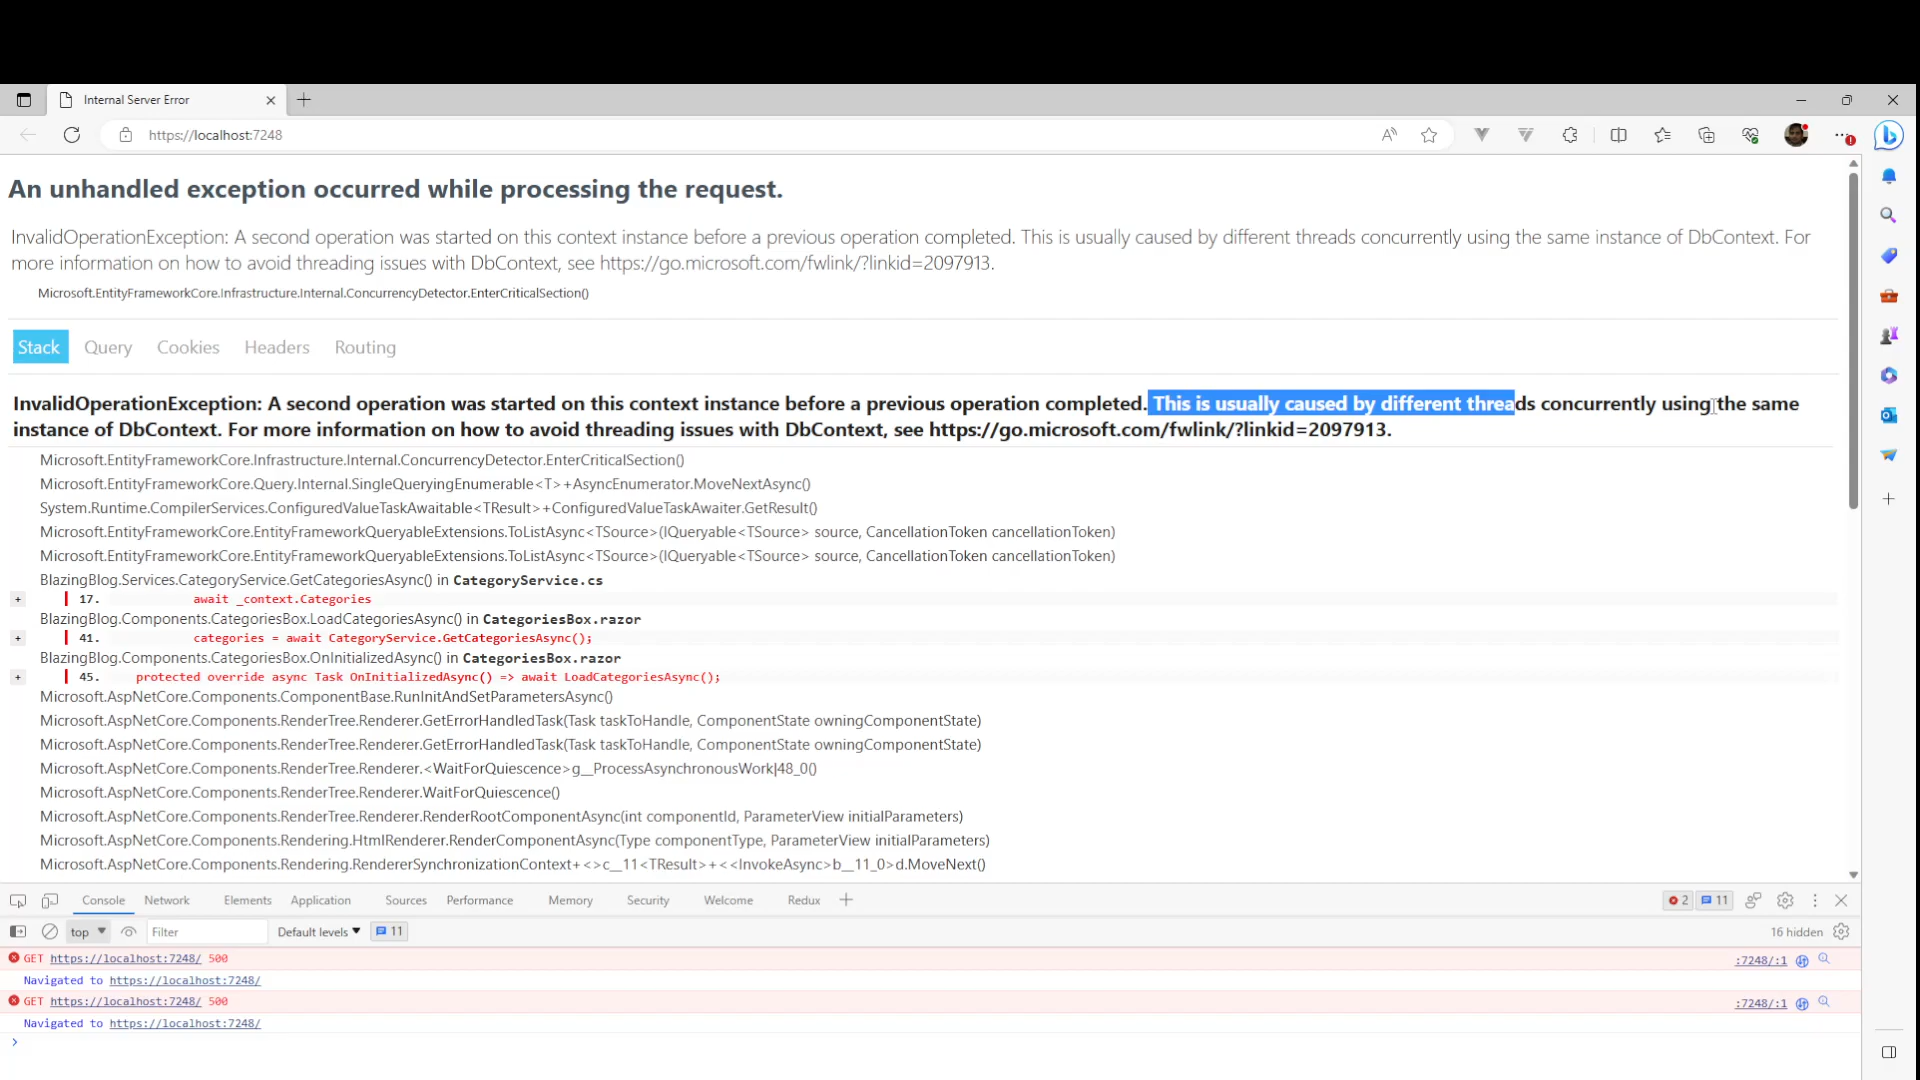 Internal Server Error
https://localhost:7248
An unhandled exception occurred while processing the request.
InvalidOperationException: A second operation was started on this context instance before a previous operation completed. This is usually caused by different threads concurrently using the same instance of DbContext. For
more information on how to avoid threading issues with DbContext, see https://go.microsoft.com/fwlink/?linkid=2097913.
Microsoft.EntityFrameworkCore.Infrastructure.Internal.ConcurrencyDetector.EnterCriticalSection()
Stack Query Cookies Headers Routing
InvalidOperationException: A second operation was started on this context instance before a previous operation completed. This is usually caused by different threads concurrently using the same
instance of DbContext. For more information on how to avoid threading issues with DbContext, see https://go.microsoft.com/fwlink/?linkid=2097913.
Microsoft.EntityFrameworkCore.Infrastructure.Internal.ConcurrencyDetector.EnterCriticalSection()
Microsoft.EntityFrameworkCore.Query.Internal.SingleQueryingEnumerable<T>+AsyncEnumerator.MoveNextAsync()
System.Runtime.CompilerServices.ConfiguredValueTaskAwaitable<TResult>+ConfiguredValueTaskAwaiter.GetResult()
Microsoft.EntityFrameworkCore.EntityFrameworkQueryableExtensions.ToListAsync<TSource>(IQueryable<TSource> source, CancellationToken cancellationToken)
Microsoft.EntityFrameworkCore.EntityFrameworkQueryableExtensions.ToListAsync<TSource>(IQueryable<TSource> source, CancellationToken cancellationToken)
BlazingBlog.Services.CategoryService.GetCategoriesAsync() in CategoryService.cs
+ 17. await _context.Categories
BlazingBlog.Components.CategoriesBox.LoadCategoriesAsync() in CategoriesBox.razor
+ 41. categories = await CategoryService.GetCategoriesAsync();
BlazingBlog.Components.CategoriesBox.OnInitializedAsync() in CategoriesBox.razor
+ 45. protected override async Task OnInitializedAsync() => await LoadCategoriesAsync();
Microsoft.AspNetCore.Components.ComponentBase.RunInitAndSetParametersAsync()
Microsoft.AspNetCore.Components.RenderTree.Renderer.GetErrorHandledTask(Task taskToHandle, ComponentState owningComponentState)
Microsoft.AspNetCore.Components.RenderTree.Renderer.GetErrorHandledTask(Task taskToHandle, ComponentState owningComponentState)
Microsoft.AspNetCore.Components.RenderTree.Renderer.<WaitForQuiescence>g__ProcessAsynchronousWork|48_0()
Microsoft.AspNetCore.Components.RenderTree.Renderer.WaitForQuiescence()
Microsoft.AspNetCore.Components.RenderTree.Renderer.RenderRootComponentAsync(int componentId, ParameterView initialParameters)
Microsoft.AspNetCore.Components.Rendering.HtmlRenderer.RenderComponentAsync(Type componentType, ParameterView initialParameters)
Microsoft.AspNetCore.Components.Rendering.RendererSynchronizationContext+<>c__11<TResult>+<<InvokeAsync>b__11_0>d.MoveNext()
Console Network Elements Application Sources Performance Memory Security Welcome Redux 2 11
top Filter Default levels 11 16 hidden
GET https://localhost:7248/ 500 :7248/:1
Navigated to https://localhost:7248/
GET https://localhost:7248/ 500 :7248/:1
Navigated to https://localhost:7248/